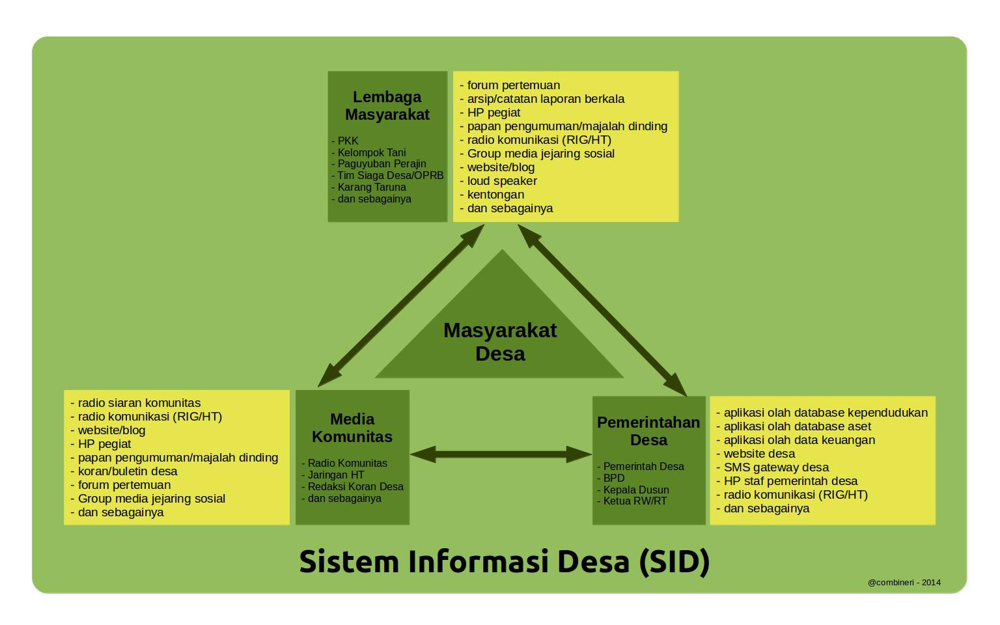 Lembaga
Masyarakat
- PKK
- Kelompok Tani
- Paguyuban Perajin
- Tim Siaga Desa/OPRB
- Karang Taruna
- dan sebagainya
- forum pertemuan
- arsip/catatan laporan berkala
- HP pegiat
- papan pengumuman/majalah dinding
- radio komunikasi (RIG/HT)
- Group media jejaring sosial
- website/blog
- loud speaker
- kentongan
- dan sebagainya
Masyarakat
Desa
- radio siaran komunitas
- radio komunikasi (RIG/HT)
- website/blog
- HP pegiat
- papan pengumuman/majalah dinding
- koran/buletin desa
- forum pertemuan
- Group media jejaring sosial
- dan sebagainya
Media
Komunitas
- Radio Komunitas
- Jaringan HT
- Redaksi Koran Desa
- dan sebagainya
Pemerintahan
Desa
- Pemerintah Desa
- BPD
- Kepala Dusun
- Ketua RW/RT
- aplikasi olah database kependudukan
- aplikasi olah database aset
- aplikasi olah data keuangan
- website desa
- SMS gateway desa
- HP staf pemerintah desa
- radio komunikasi (RIG/HT)
- dan sebagainya
Sistem Informasi Desa (SID)
@combineri - 2014